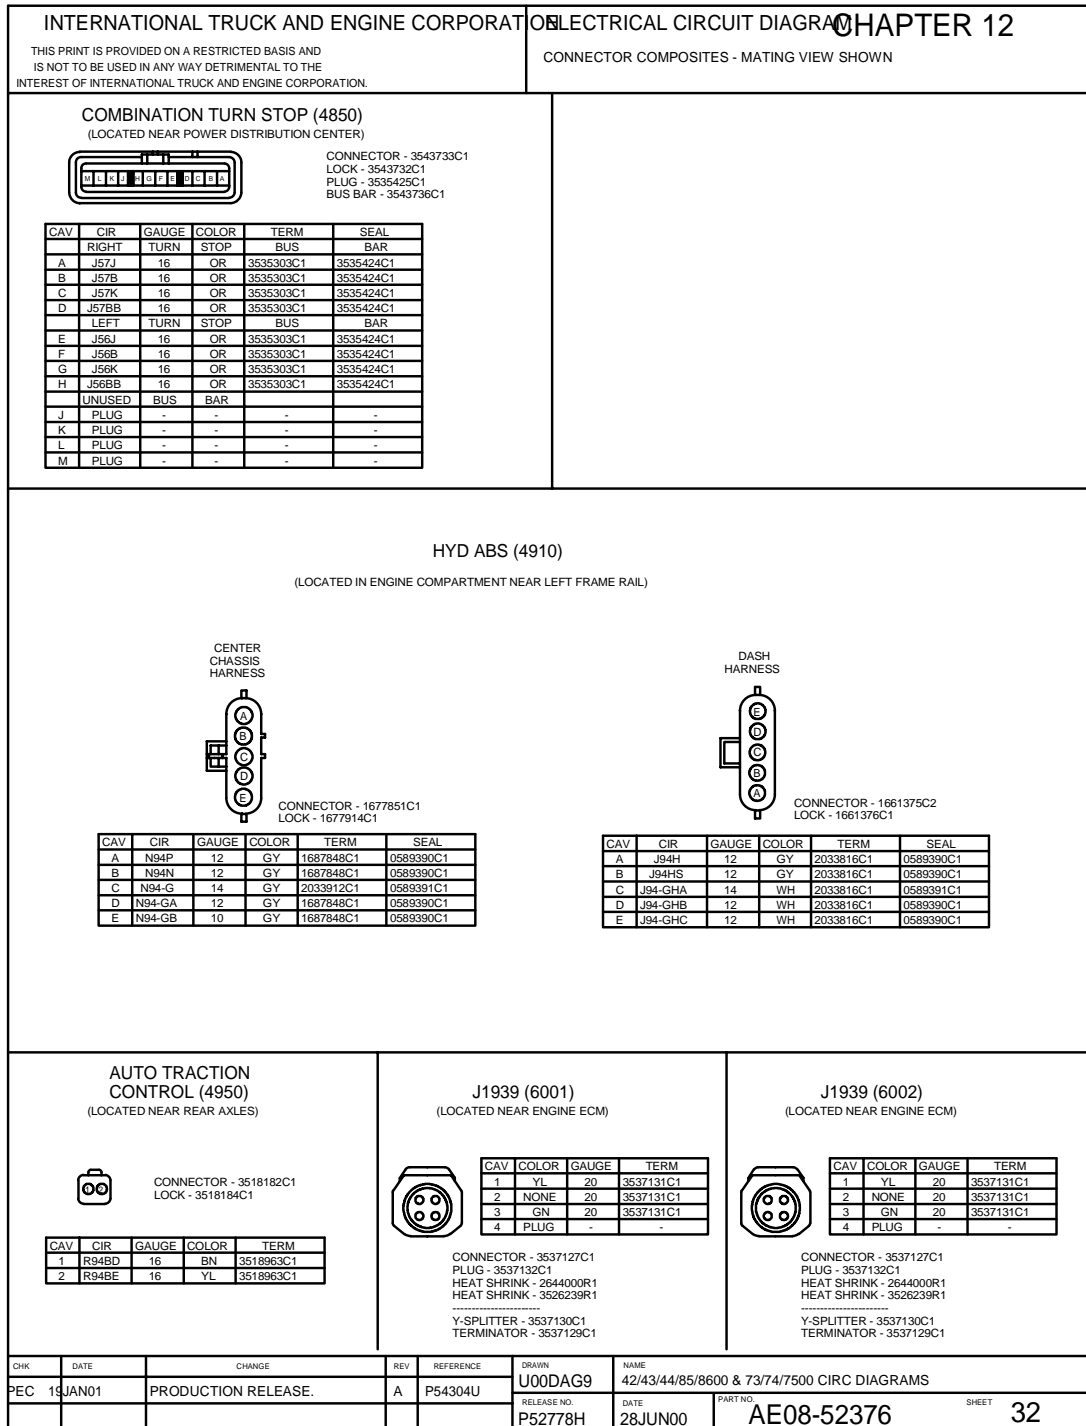 INTERNATIONAL TRUCK AND ENGINE CORPORATION
THIS PRINT IS PROVIDED ON A RESTRICTED BASIS AND
IS NOT TO BE USED IN ANY WAY DETRIMENTAL TO THE
INTEREST OF INTERNATIONAL TRUCK AND ENGINE CORPORATION.
ELECTRICAL CIRCUIT DIAGRAM
CHAPTER 12
CONNECTOR COMPOSITES - MATING VIEW SHOWN
COMBINATION TURN STOP (4850)
(LOCATED NEAR POWER DISTRIBUTION CENTER)
M L K J H G F E D C B A
CONNECTOR - 3543733C1
LOCK - 3543732C1
PLUG - 3535425C1
BUS BAR - 3543736C1
CAV CIR GAUGE COLOR TERM SEAL
RIGHT TURN STOP BUS BAR
A J57J 16 OR 3535303C1 3535424C1
B J57B 16 OR 3535303C1 3535424C1
C J57K 16 OR 3535303C1 3535424C1
D J57BB 16 OR 3535303C1 3535424C1
LEFT TURN STOP BUS BAR
E J56J 16 OR 3535303C1 3535424C1
F J56B 16 OR 3535303C1 3535424C1
G J56K 16 OR 3535303C1 3535424C1
H J56BB 16 OR 3535303C1 3535424C1
UNUSED BUS BAR
J PLUG - - - -
K PLUG - - - -
L PLUG - - - -
M PLUG - - - -
HYD ABS (4910)
(LOCATED IN ENGINE COMPARTMENT NEAR LEFT FRAME RAIL)
CENTER
CHASSIS
HARNESS
A
B
C
D
E
CONNECTOR - 1677851C1
LOCK - 1677914C1
CAV CIR GAUGE COLOR TERM SEAL
A N94P 12 GY 1687848C1 0589390C1
B N94N 12 GY 1687848C1 0589390C1
C N94-G 14 GY 2033912C1 0589391C1
D N94-GA 12 GY 1687848C1 0589390C1
E N94-GB 10 GY 1687848C1 0589390C1
DASH
HARNESS
E
D
C
B
A
CONNECTOR - 1661375C2
LOCK - 1661376C1
CAV CIR GAUGE COLOR TERM SEAL
A J94H 12 GY 2033816C1 0589390C1
B J94HS 12 GY 2033816C1 0589390C1
C J94-GHA 14 WH 2033816C1 0589391C1
D J94-GHB 12 WH 2033816C1 0589390C1
E J94-GHC 12 WH 2033816C1 0589390C1
AUTO TRACTION
CONTROL (4950)
(LOCATED NEAR REAR AXLES)
1 2
CONNECTOR - 3518182C1
LOCK - 3518184C1
CAV CIR GAUGE COLOR TERM
1 R94BD 16 BN 3518963C1
2 R94BE 16 YL 3518963C1
J1939 (6001)
(LOCATED NEAR ENGINE ECM)
CAV COLOR GAUGE TERM
1 YL 20 3537131C1
2 NONE 20 3537131C1
3 GN 20 3537131C1
4 PLUG - -
CONNECTOR - 3537127C1
PLUG - 3537132C1
HEAT SHRINK - 2644000R1
HEAT SHRINK - 3526239R1
-----------------------
Y-SPLITTER - 3537130C1
TERMINATOR - 3537129C1
J1939 (6002)
(LOCATED NEAR ENGINE ECM)
CAV COLOR GAUGE TERM
1 YL 20 3537131C1
2 NONE 20 3537131C1
3 GN 20 3537131C1
4 PLUG - -
CONNECTOR - 3537127C1
PLUG - 3537132C1
HEAT SHRINK - 2644000R1
HEAT SHRINK - 3526239R1
-----------------------
Y-SPLITTER - 3537130C1
TERMINATOR - 3537129C1
CHK DATE CHANGE REV REFERENCE
PEC 19JAN01 PRODUCTION RELEASE. A P54304U
DRAWN
U00DAG9
NAME
42/43/44/85/8600 & 73/74/7500 CIRC DIAGRAMS
RELEASE NO.
P52778H
DATE
28JUN00
PART NO.
AE08-52376
SHEET 32